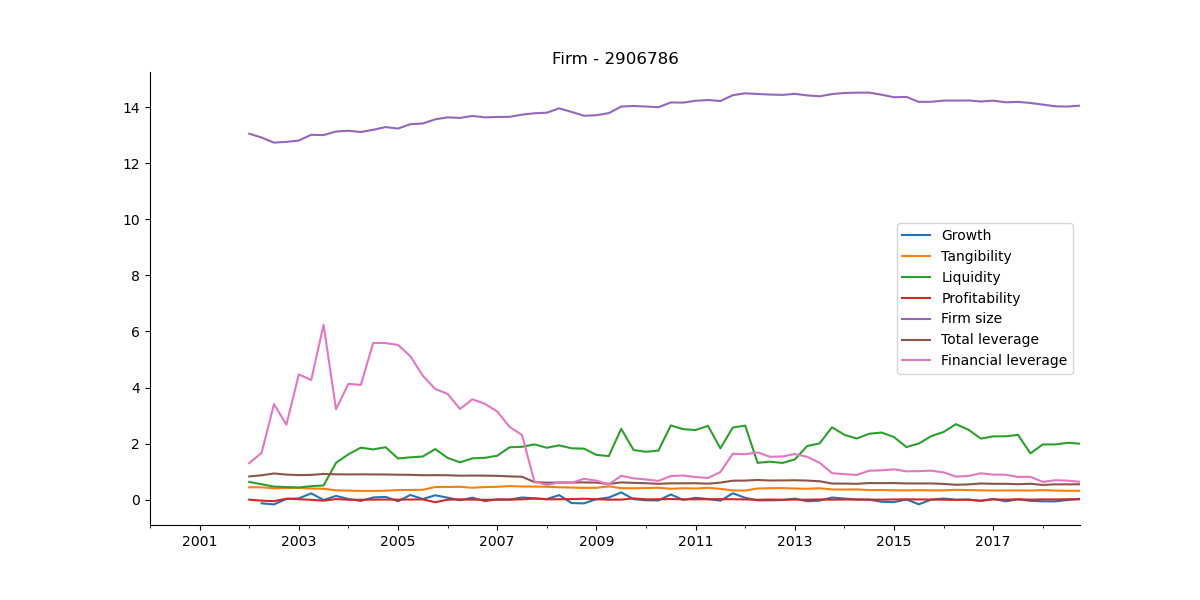 Firm - 2906786
14
12
10
8
6
4
2
0
Growth
Tangibility
Liquidity
Profitability
Firm size
Total leverage
Financial leverage
2001 2003 2005 2007 2009 2011 2013 2015 2017